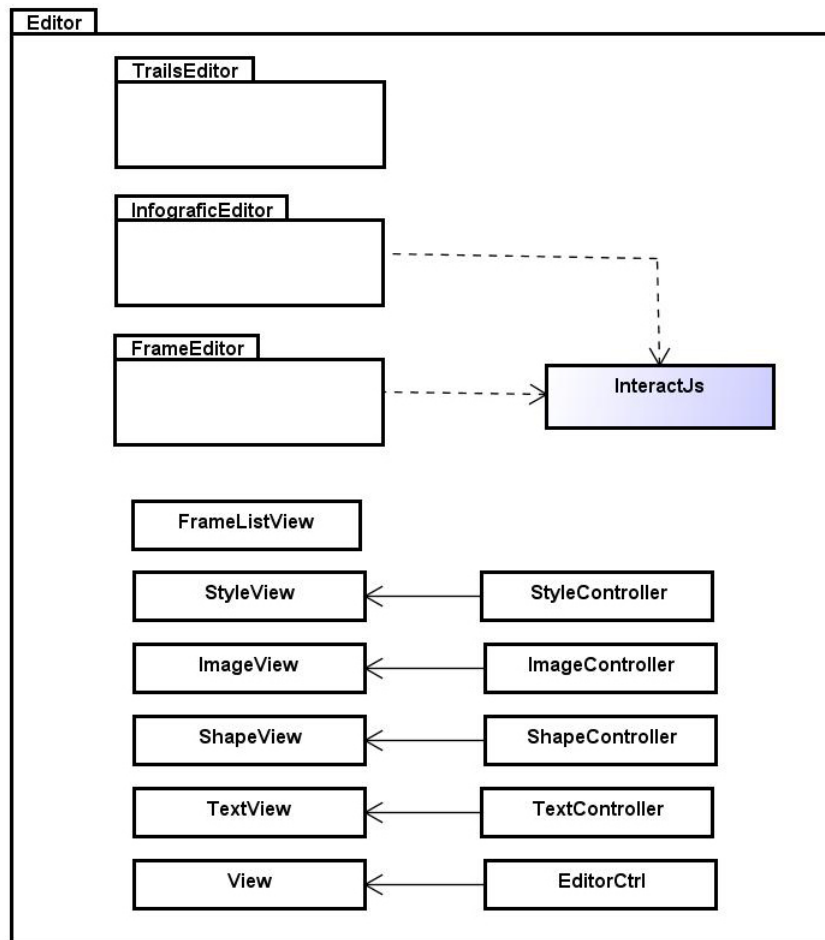 Editor
TrailsEditor
InfograficEditor
FrameEditor
InteractJs
FrameListView
StyleView
StyleController
ImageView
ImageController
ShapeView
ShapeController
TextView
TextController
View
EditorCtrl